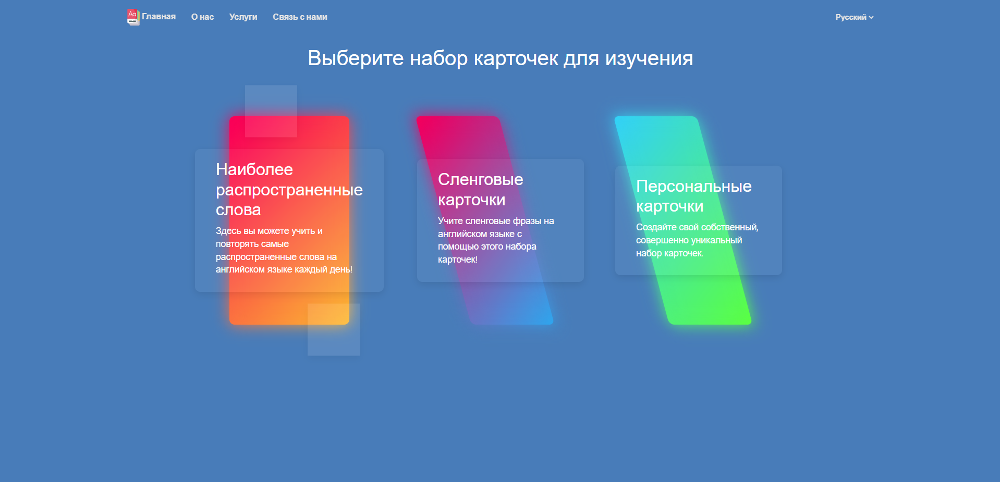 Aa
Главная
О нас
Услуги
Связь с нами
Русский
Выберите набор карточек для изучения
Наиболее
распространенные
слова
Здесь вы можете учить и
повторять самые
распространенные слова на
английском языке каждый день!
Сленговые
карточки
Учите сленговые фразы на
английском языке с
помощью этого набора
карточек!
Персональные
карточки
Создайте свой собственный,
совершенно уникальный
набор карточек.